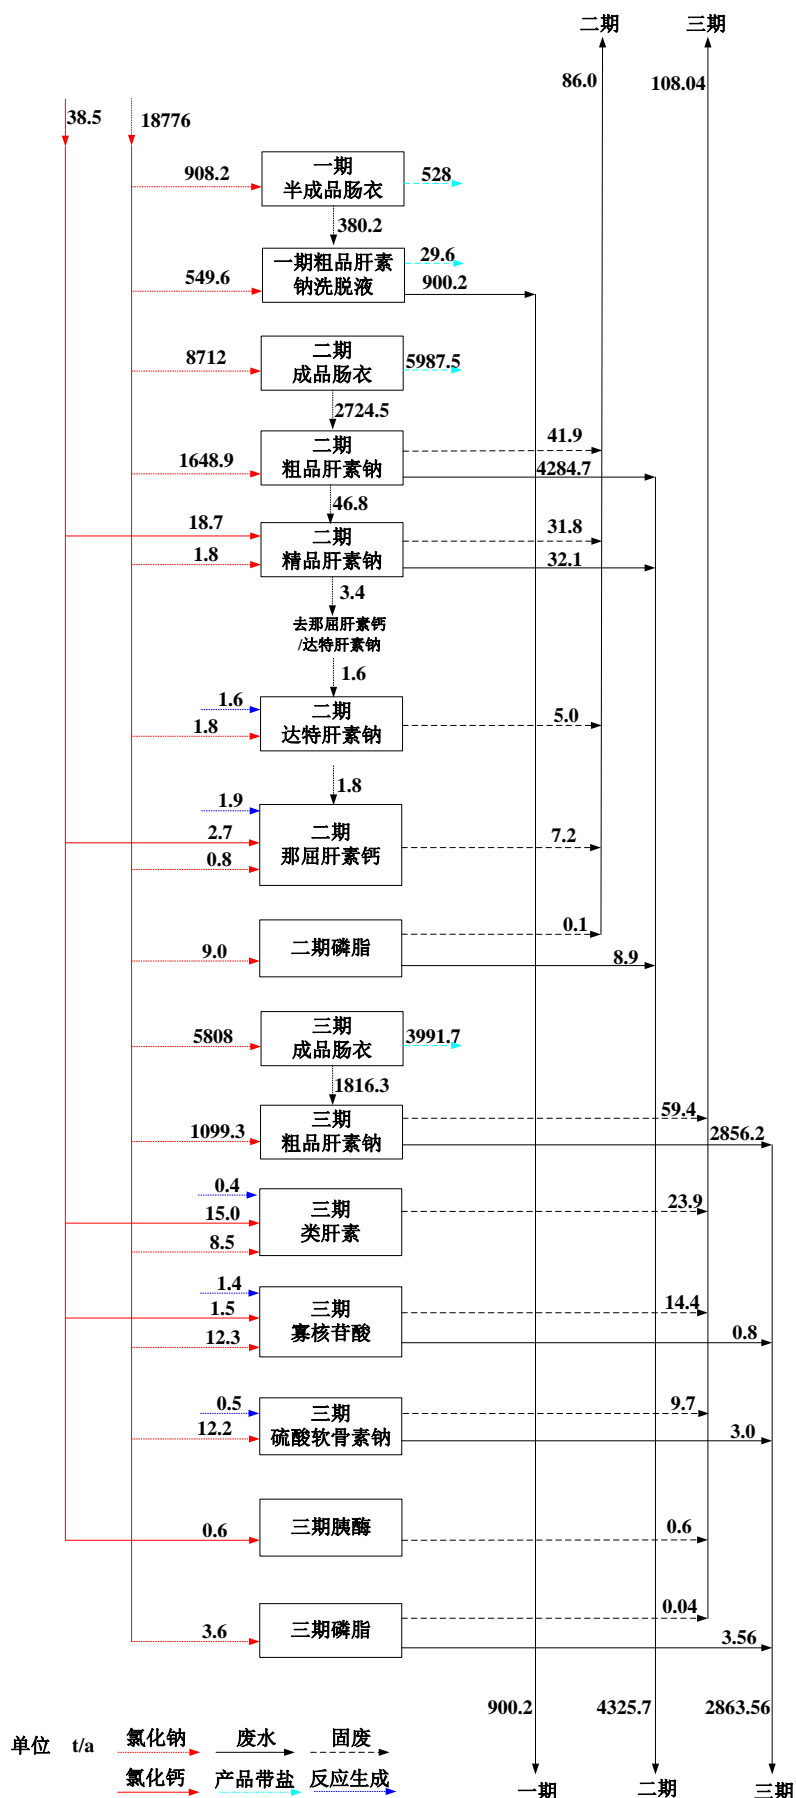 二期 三期
86.0 108.04
38.5 18776
一期
908.2 半成品肠衣 528
380.2
一期粗品肝素 29.6
549.6 钠洗脱液 900.2
二期
8712 成品肠衣 5987.5
2724.5
二期 41.9
1648.9 粗品肝素钠 4284.7
46.8
18.7 二期 31.8
1.8 精品肝素钠 32.1
3.4
去那屈肝素钙
/达特肝素钠
1.6
1.6 二期 5.0
1.8 达特肝素钠
1.8
1.9
2.7 二期 7.2
0.8 那屈肝素钙
0.1
9.0 二期磷脂 8.9
三期
5808 成品肠衣 3991.7
1816.3
三期 59.4
1099.3 粗品肝素钠 2856.2
0.4
15.0 三期 23.9
8.5 类肝素
1.4
1.5 三期 14.4
12.3 寡核苷酸 0.8
0.5 三期 9.7
12.2 硫酸软骨素钠 3.0
0.6 三期胰酶 0.6
0.04
3.6 三期磷脂 3.56
900.2 4325.7 2863.56
单位 t/a 氯化钠 废水 固废
氯化钙 产品带盐 反应生成
一期 二期 三期